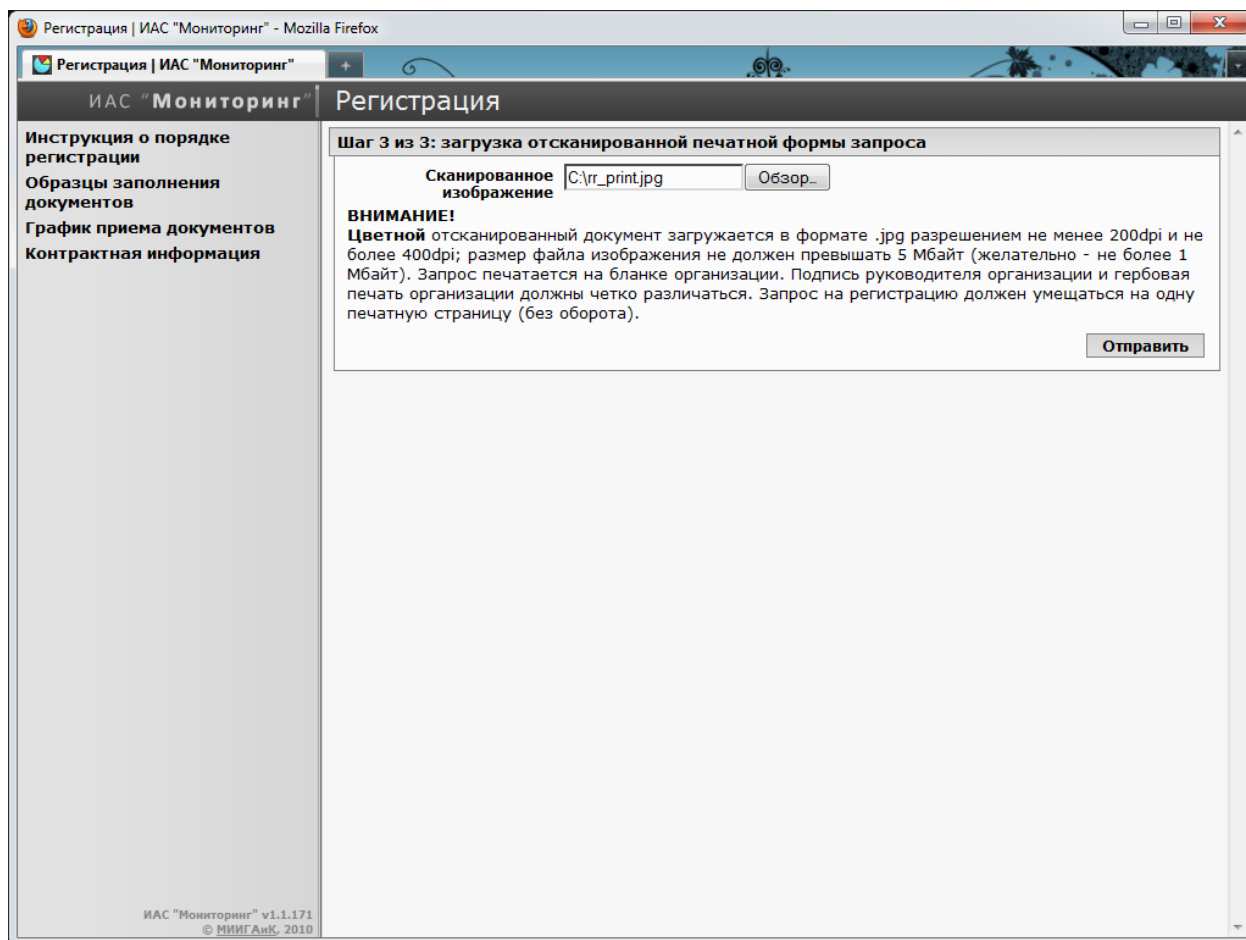 Регистрация | ИАС "Мониторинг" - Mozilla Firefox
Регистрация | ИАС "Мониторинг"
ИАС "Мониторинг"
Регистрация
Инструкция о порядке
регистрации
Образцы заполнения
документов
График приема документов
Контрактная информация
Шаг 3 из 3: загрузка отсканированной печатной формы запроса
Сканированное
изображение
C:\rr_print.jpg
Обзор...
ВНИМАНИЕ!
Цветной отсканированный документ загружается в формате .jpg разрешением не менее 200dpi и не
более 400dpi; размер файла изображения не должен превышать 5 Мбайт (желательно - не более 1
Мбайт). Запрос печатается на бланке организации. Подпись руководителя организации и гербовая
печать организации должны четко различаться. Запрос на регистрацию должен умещаться на одну
печатную страницу (без оборота).
Отправить
ИАС "Мониторинг" v1.1.171
© МИИГАиК, 2010